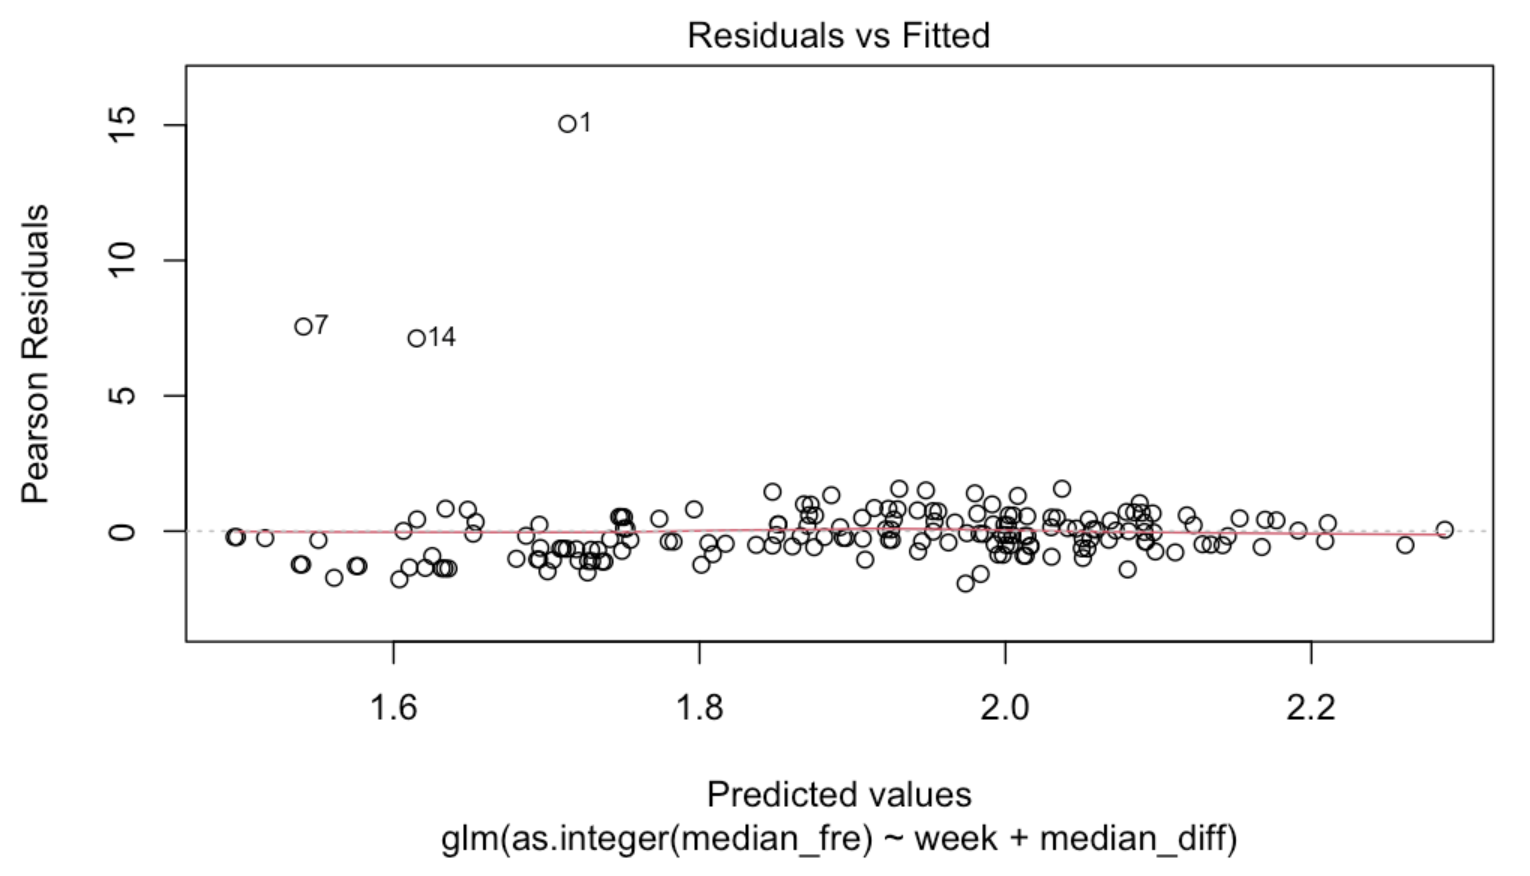 Residuals vs Fitted
Pearson Residuals
15
10
5
0
1
7
14
1.6 1.8 2.0 2.2
Predicted values
glm(as.integer(median_fre) ~ week + median_diff)